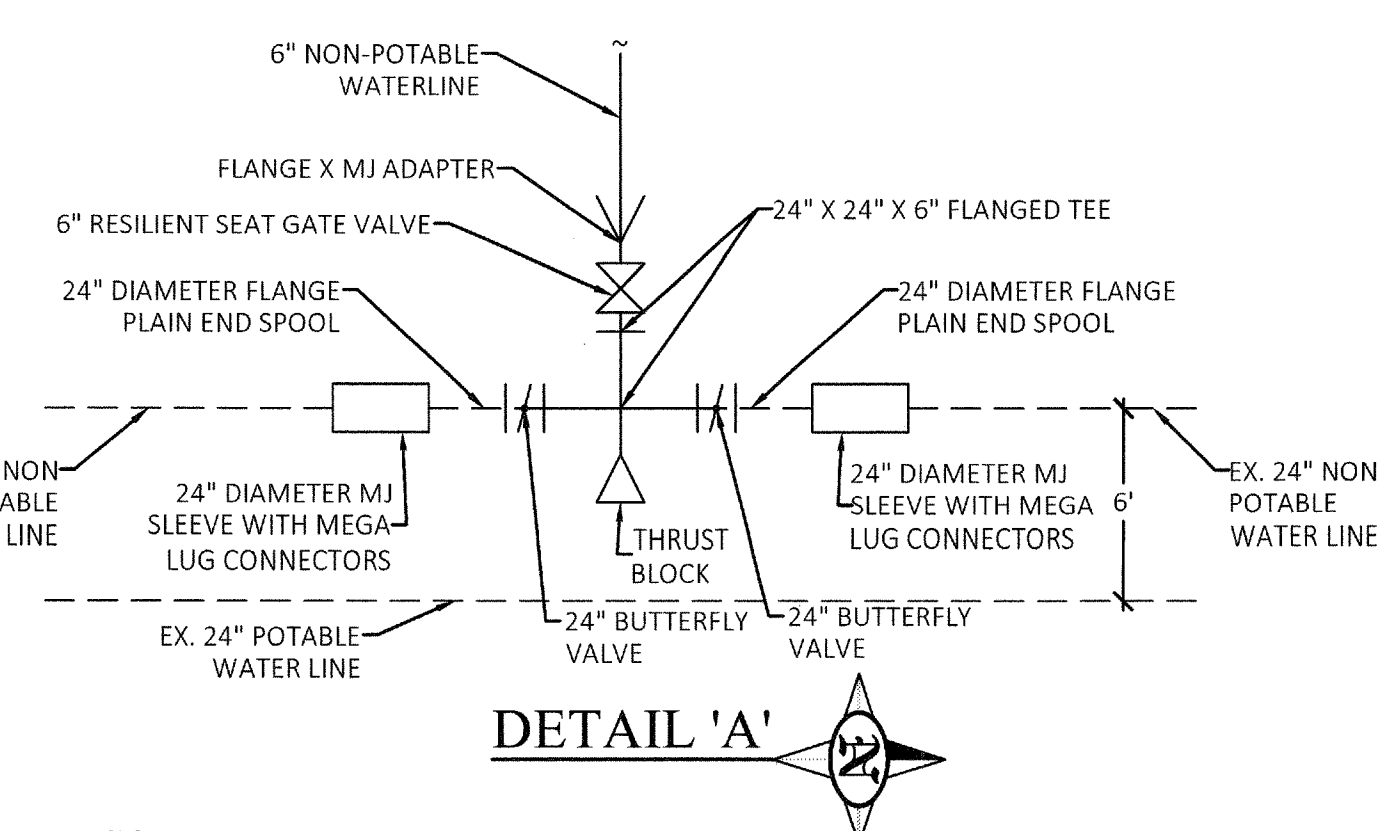 6" NON-POTABLE
WATERLINE
FLANGE X MJ ADAPTER
24" X 24" X 6" FLANGED TEE
6" RESILIENT SEAT GATE VALVE
24" DIAMETER FLANGE
PLAIN END SPOOL
24" DIAMETER FLANGE
PLAIN END SPOOL
NON
ABLE
LINE
24" DIAMETER MJ
SLEEVE WITH MEGA
LUG CONNECTORS
THRUST
BLOCK
24" DIAMETER MJ
SLEEVE WITH MEGA
LUG CONNECTORS
6'
EX. 24" NON
POTABLE
WATER LINE
EX. 24" POTABLE
WATER LINE
24" BUTTERFLY
VALVE
24" BUTTERFLY
VALVE
DETAIL 'A'
N